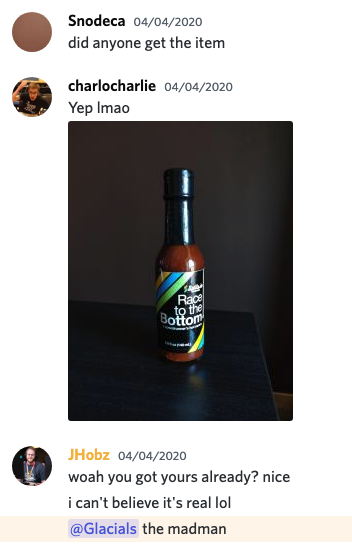 Snodeca 04/04/2020
did anyone get the item
charlocharlie 04/04/2020
Yep lmao
Race
to the
Bottom
JHobz 04/04/2020
woah you got yours already? nice
i can't believe it's real lol
@Glacials the madman